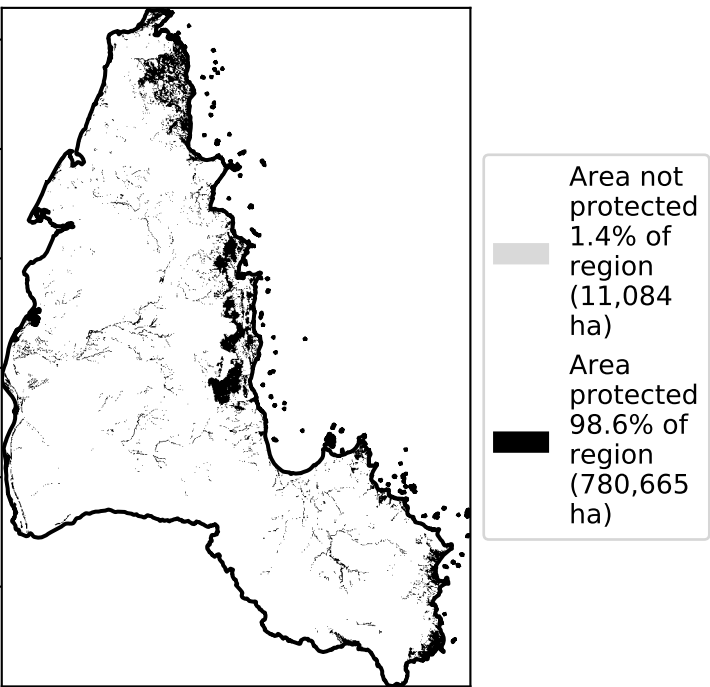 Area not
protected
1.4% of
region
(11,084
ha)
Area
protected
98.6% of
region
(780,665
ha)